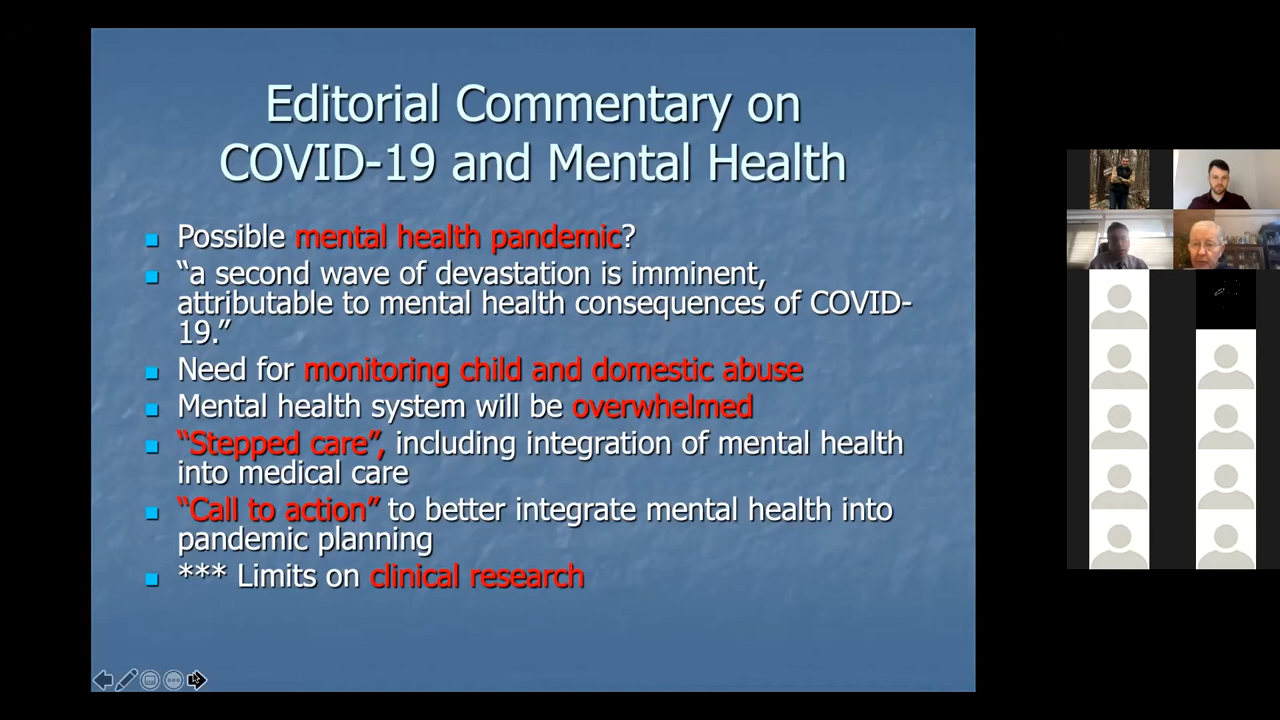 Editorial Commentary on
COVID-19 and Mental Health
Possible mental health pandemic?
“a second wave of devastation is imminent,
attributable to mental health consequences of COVID-
19.”
Need for monitoring child and domestic abuse
Mental health system will be overwhelmed
“Stepped care”, including integration of mental health
into medical care
“Call to action” to better integrate mental health into
pandemic planning
*** Limits on clinical research